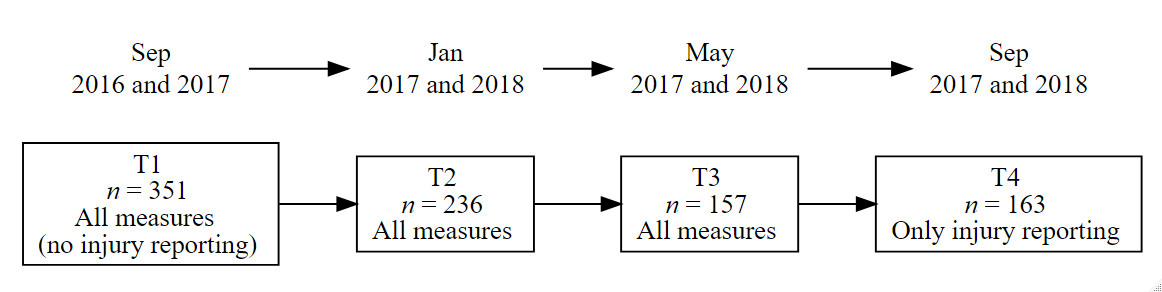 Sep
2016 and 2017
Jan
2017 and 2018
May
2017 and 2018
Sep
2017 and 2018
T1
n = 351
All measures
(no injury reporting)
T2
n = 236
All measures
T3
n = 157
All measures
T4
n = 163
Only injury reporting